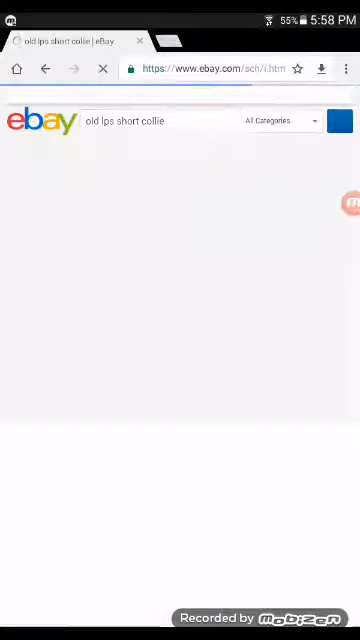 55% 5:58 PM
old lps short collie | eBay
https://www.ebay.com/sch/i.htm
ebay old lps short collie All Categories
Recorded by mobizen